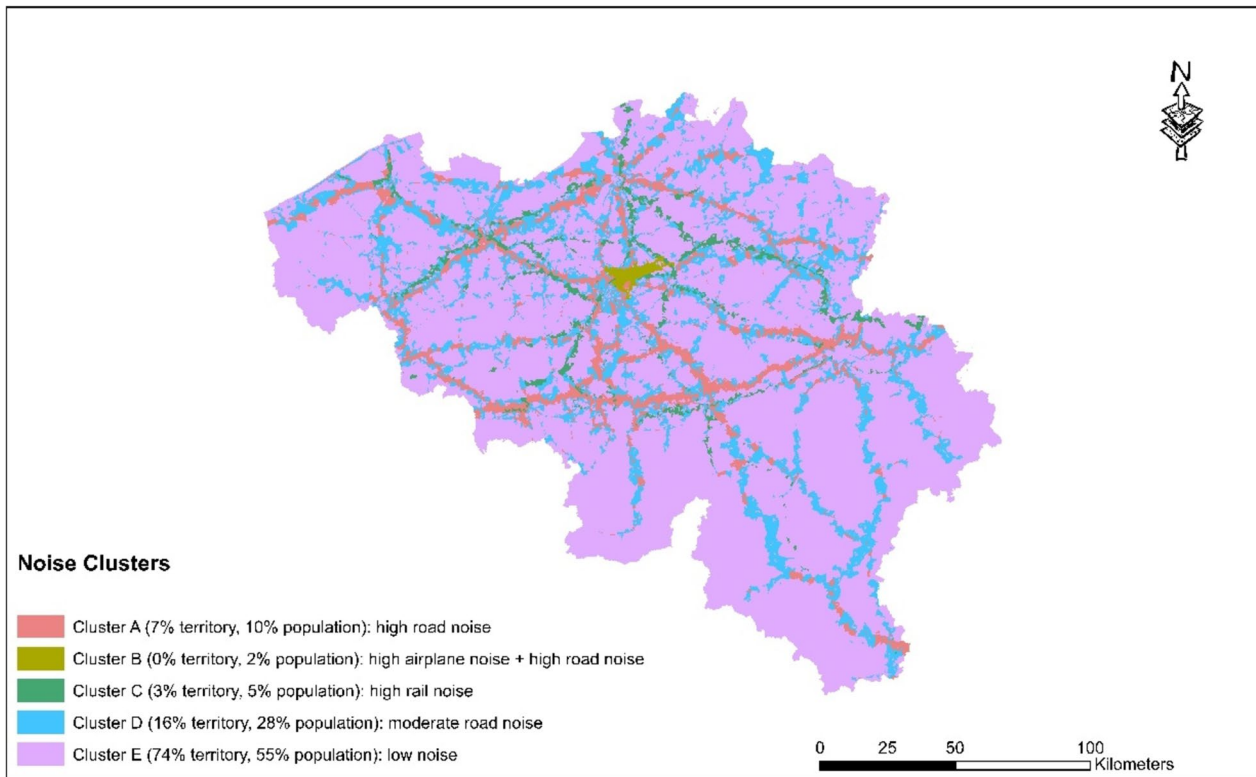 N
Noise Clusters
Cluster A (7% territory, 10% population): high road noise
Cluster B (0% territory, 2% population): high airplane noise + high road noise
Cluster C (3% territory, 5% population): high rail noise
Cluster D (16% territory, 28% population): moderate road noise
Cluster E (74% territory, 55% population): low noise
0 25 50 100
Kilometers